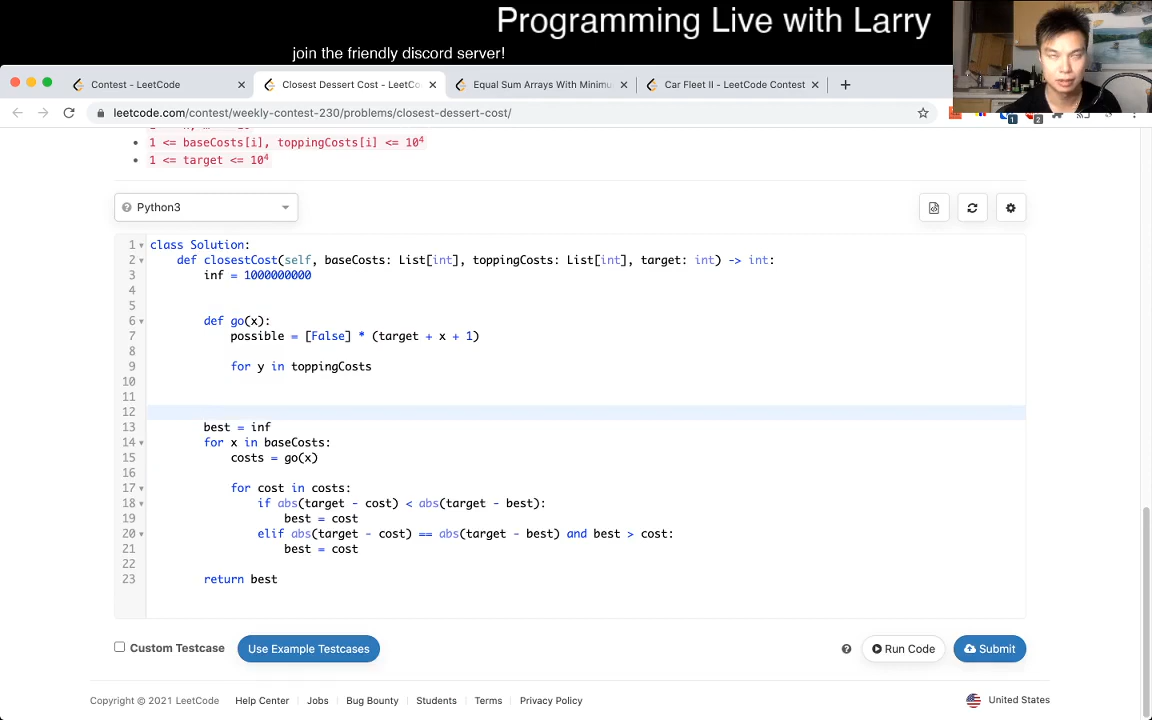 Programming Live with Larry
join the friendly discord server!
Contest - LeetCode
Closest Dessert Cost - LeetCo
Equal Sum Arrays With Minimu
Car Fleet II - LeetCode Contest
leetcode.com/contest/weekly-contest-230/problems/closest-dessert-cost/
1 <= baseCosts[i], toppingCosts[i] <= 10⁴
1 <= target <= 10⁴
Python3
1 class Solution:
2 def closestCost(self, baseCosts: List[int], toppingCosts: List[int], target: int) -> int:
3 inf = 1000000000
4
5
6 def go(x):
7 possible = [False] * (target + x + 1)
8
9 for y in toppingCosts
10
11
12
13 best = inf
14 for x in baseCosts:
15 costs = go(x)
16
17 for cost in costs:
18 if abs(target - cost) < abs(target - best):
19 best = cost
20 elif abs(target - cost) == abs(target - best) and best > cost:
21 best = cost
22
23 return best
Custom Testcase Use Example Testcases Run Code Submit
Copyright © 2021 LeetCode Help Center Jobs Bug Bounty Students Terms Privacy Policy United States